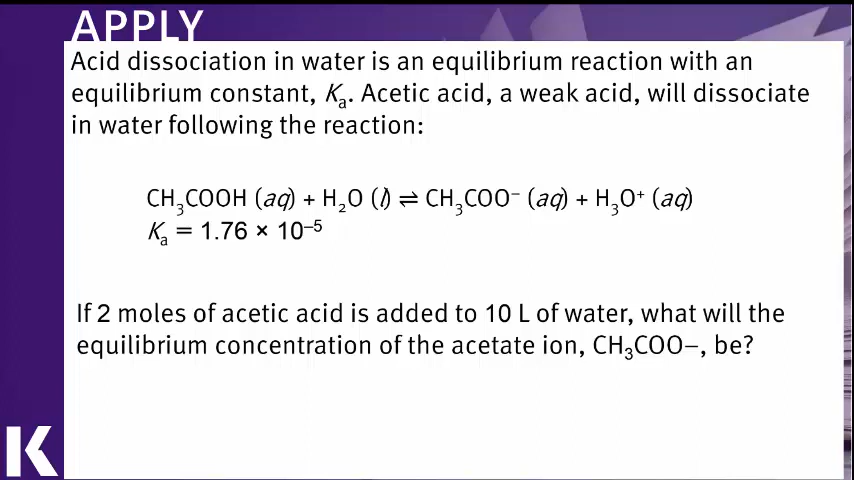 APPLY
Acid dissociation in water is an equilibrium reaction with an
equilibrium constant, Kₐ. Acetic acid, a weak acid, will dissociate
in water following the reaction:
CH₃COOH (aq) + H₂O (l) ⇌ CH₃COO⁻ (aq) + H₃O⁺ (aq)
Kₐ = 1.76 × 10⁻⁵
If 2 moles of acetic acid is added to 10 L of water, what will the
equilibrium concentration of the acetate ion, CH₃COO–, be?
K